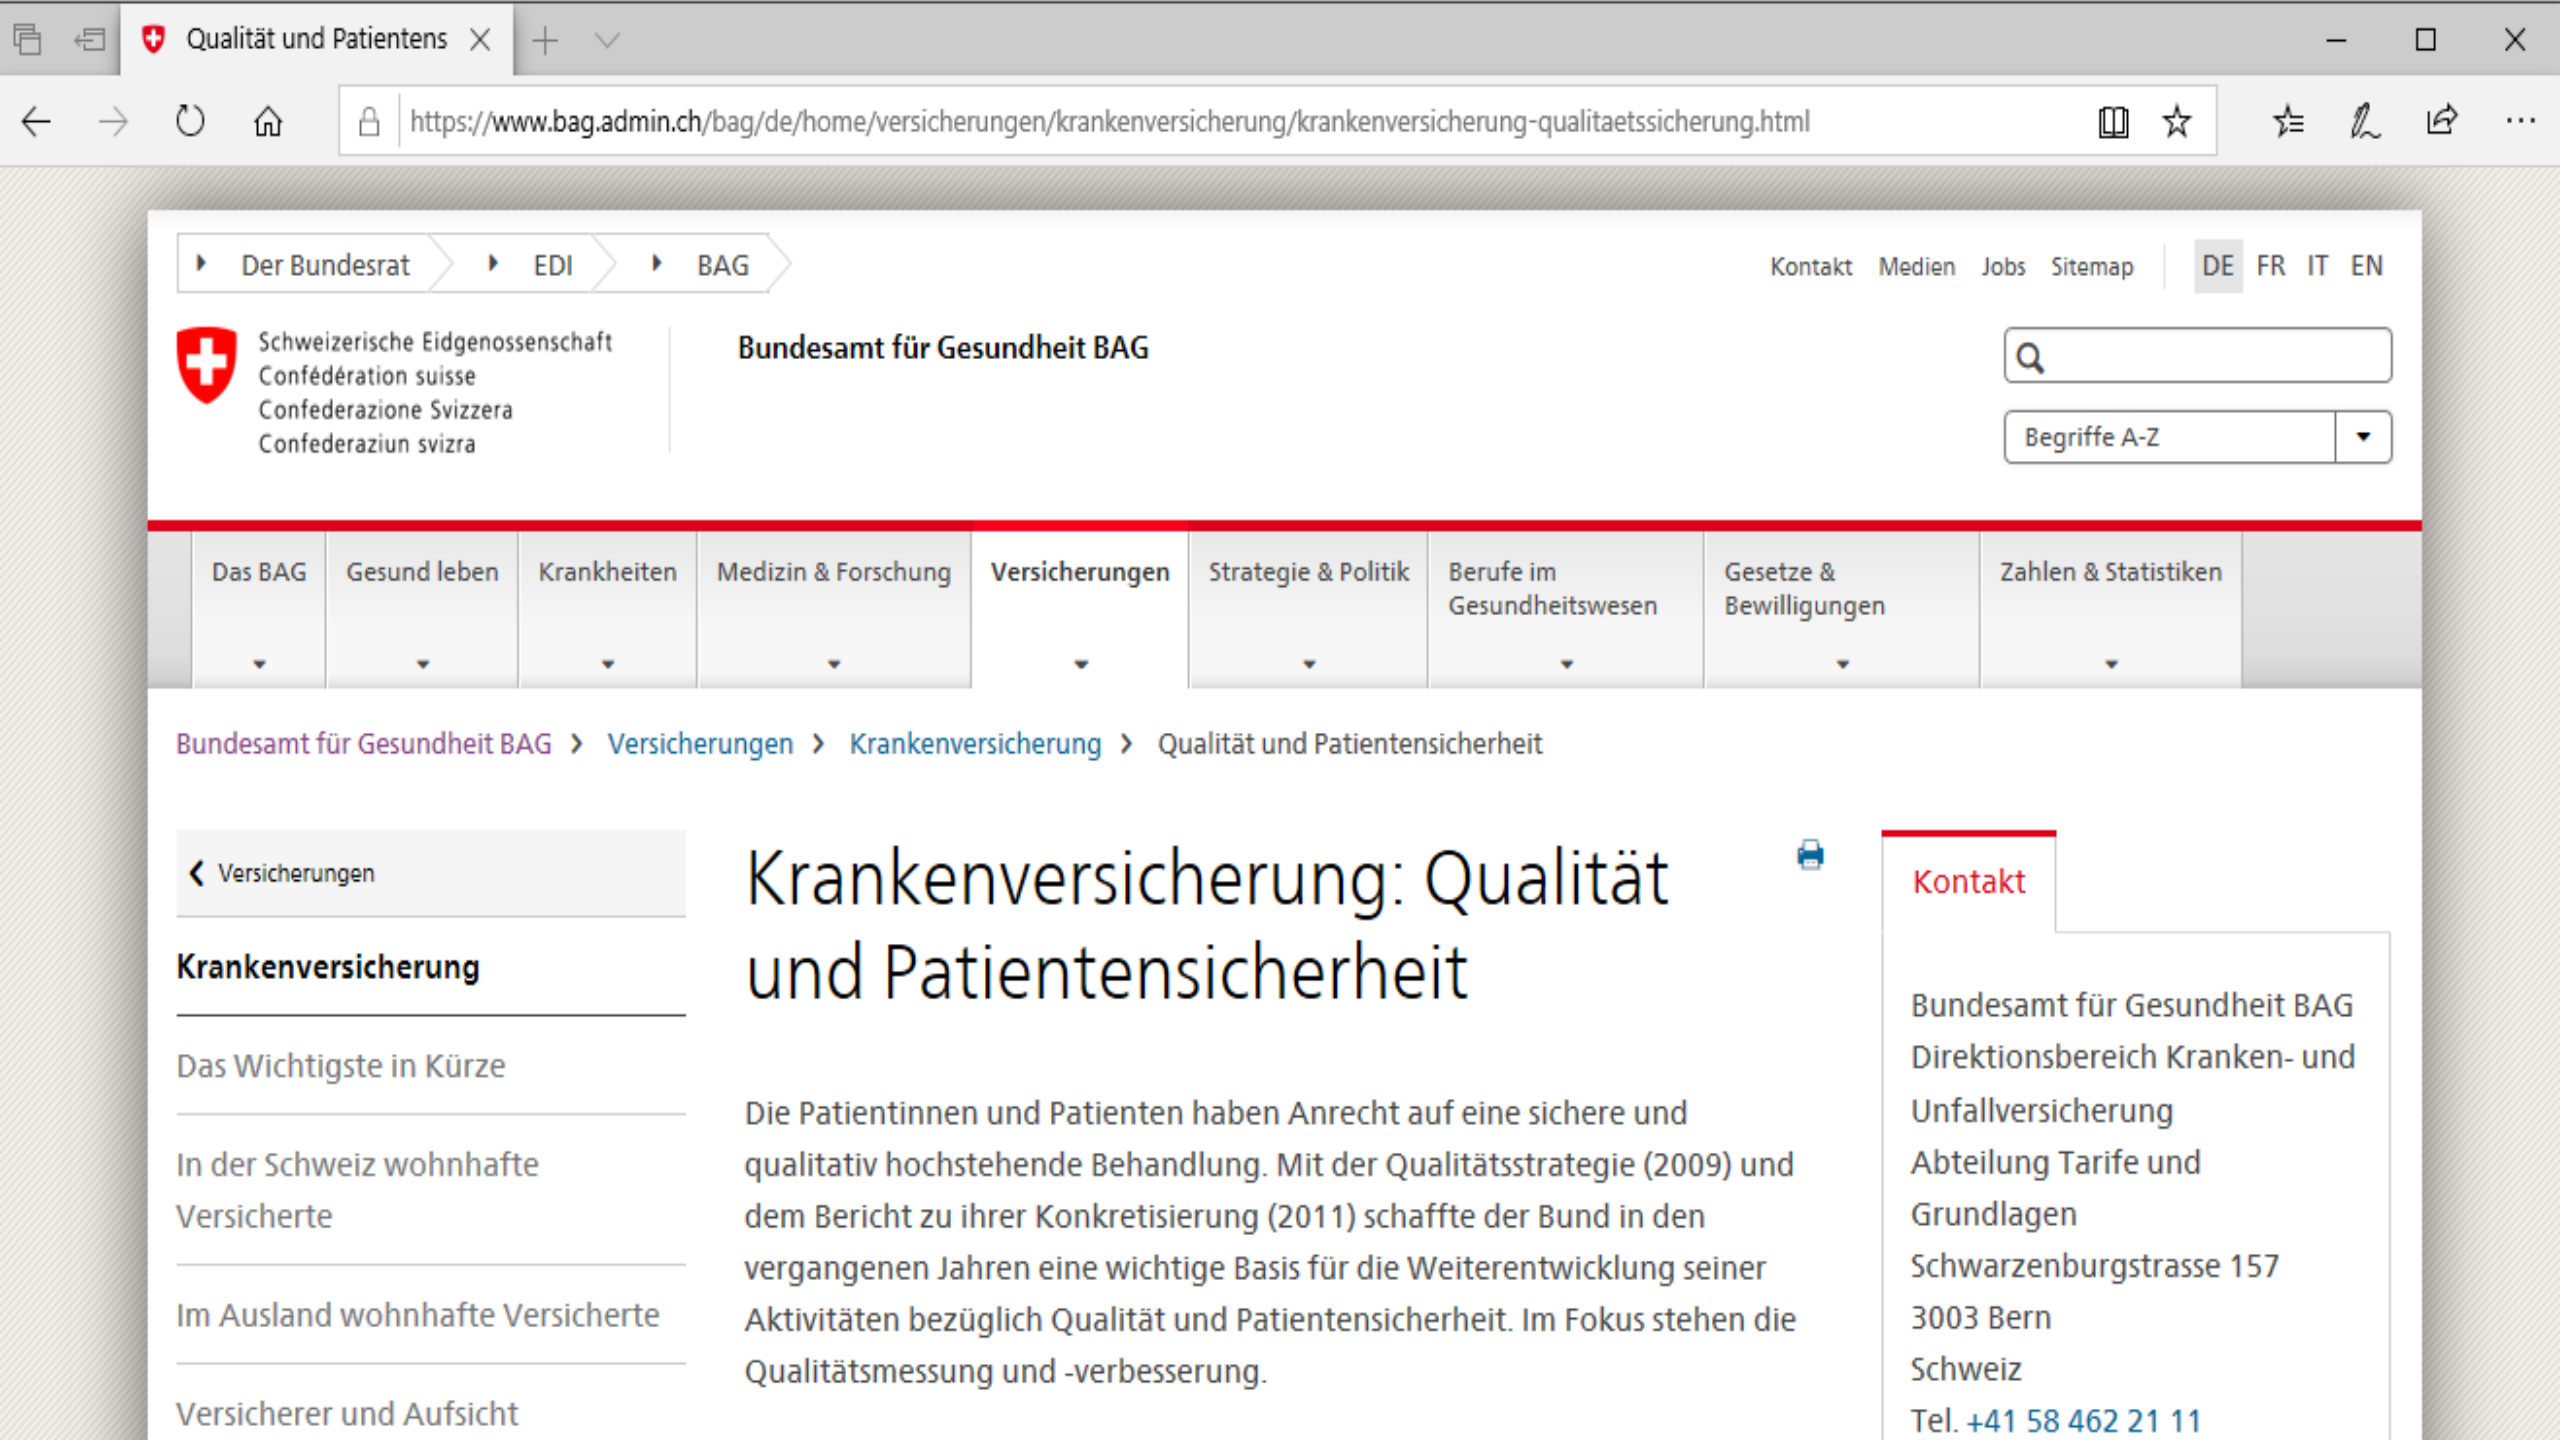 Qualität und Patientens
https://www.bag.admin.ch/bag/de/home/versicherungen/krankenversicherung/krankenversicherung-qualitaetssicherung.html
Der Bundesrat EDI BAG
Kontakt Medien Jobs Sitemap DE FR IT EN
Schweizerische Eidgenossenschaft
Confédération suisse
Confederazione Svizzera
Confederaziun svizra
Bundesamt für Gesundheit BAG
Begriffe A-Z
Das BAG
Gesund leben
Krankheiten
Medizin & Forschung
Versicherungen
Strategie & Politik
Berufe im
Gesundheitswesen
Gesetze &
Bewilligungen
Zahlen & Statistiken
Bundesamt für Gesundheit BAG > Versicherungen > Krankenversicherung > Qualität und Patientensicherheit
Versicherungen
Krankenversicherung
Das Wichtigste in Kürze
In der Schweiz wohnhafte
Versicherte
Im Ausland wohnhafte Versicherte
Versicherer und Aufsicht
Krankenversicherung: Qualität
und Patientensicherheit
Die Patientinnen und Patienten haben Anrecht auf eine sichere und
qualitativ hochstehende Behandlung. Mit der Qualitätsstrategie (2009) und
dem Bericht zu ihrer Konkretisierung (2011) schaffte der Bund in den
vergangenen Jahren eine wichtige Basis für die Weiterentwicklung seiner
Aktivitäten bezüglich Qualität und Patientensicherheit. Im Fokus stehen die
Qualitätsmessung und -verbesserung.
Kontakt
Bundesamt für Gesundheit BAG
Direktionsbereich Kranken- und
Unfallversicherung
Abteilung Tarife und
Grundlagen
Schwarzenburgstrasse 157
3003 Bern
Schweiz
Tel. +41 58 462 21 11